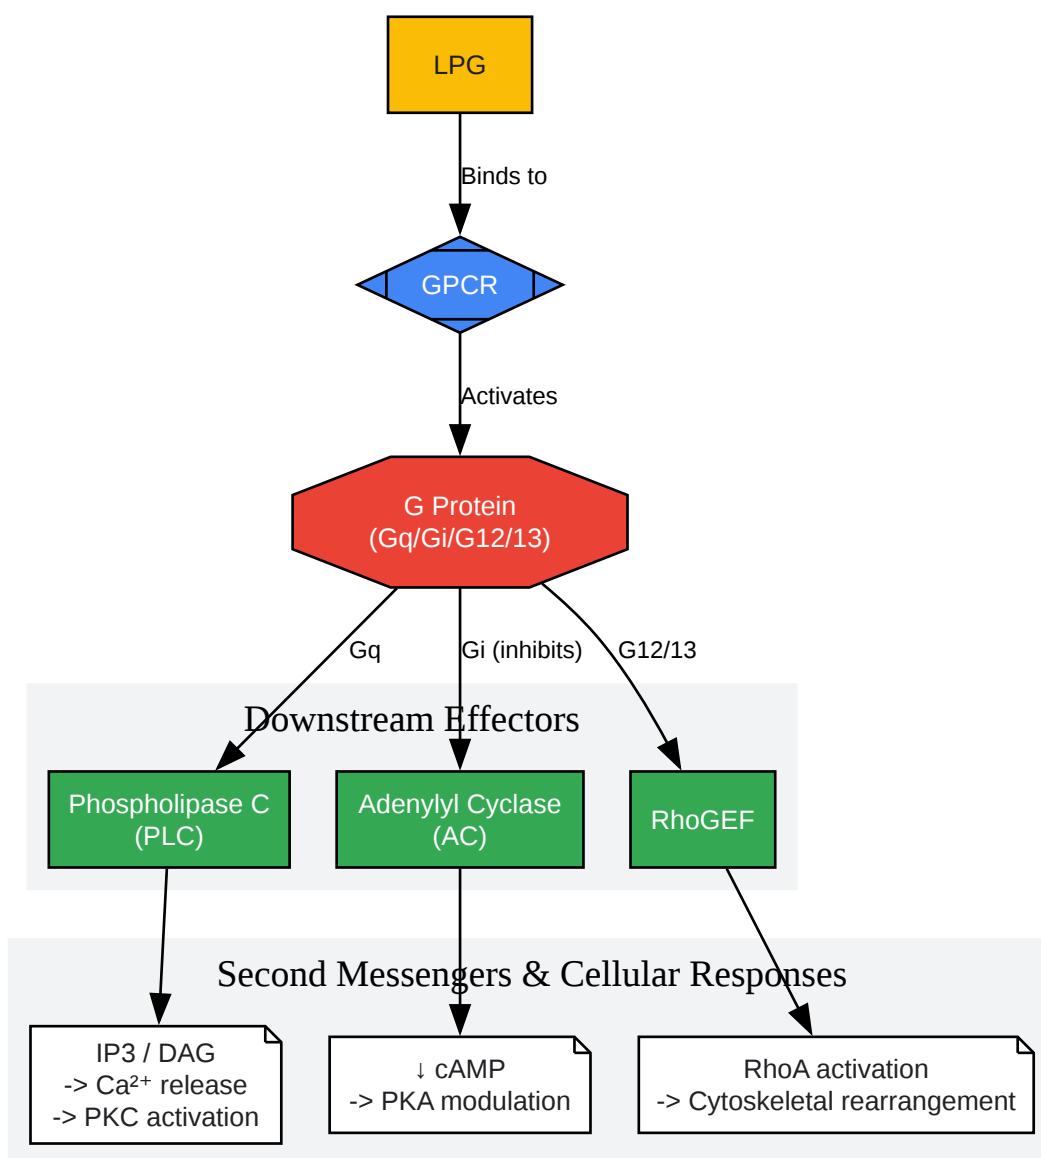 LPG
Binds to
GPCR
Activates
G Protein
(Gq/Gi/G12/13)
Gq
Gi (inhibits)
G12/13
Downstream Effectors
Phospholipase C
(PLC)
Adenylyl Cyclase
(AC)
RhoGEF
Second Messengers & Cellular Responses
IP3 / DAG
-> Ca²⁺ release
-> PKC activation
↓ cAMP
-> PKA modulation
RhoA activation
-> Cytoskeletal rearrangement